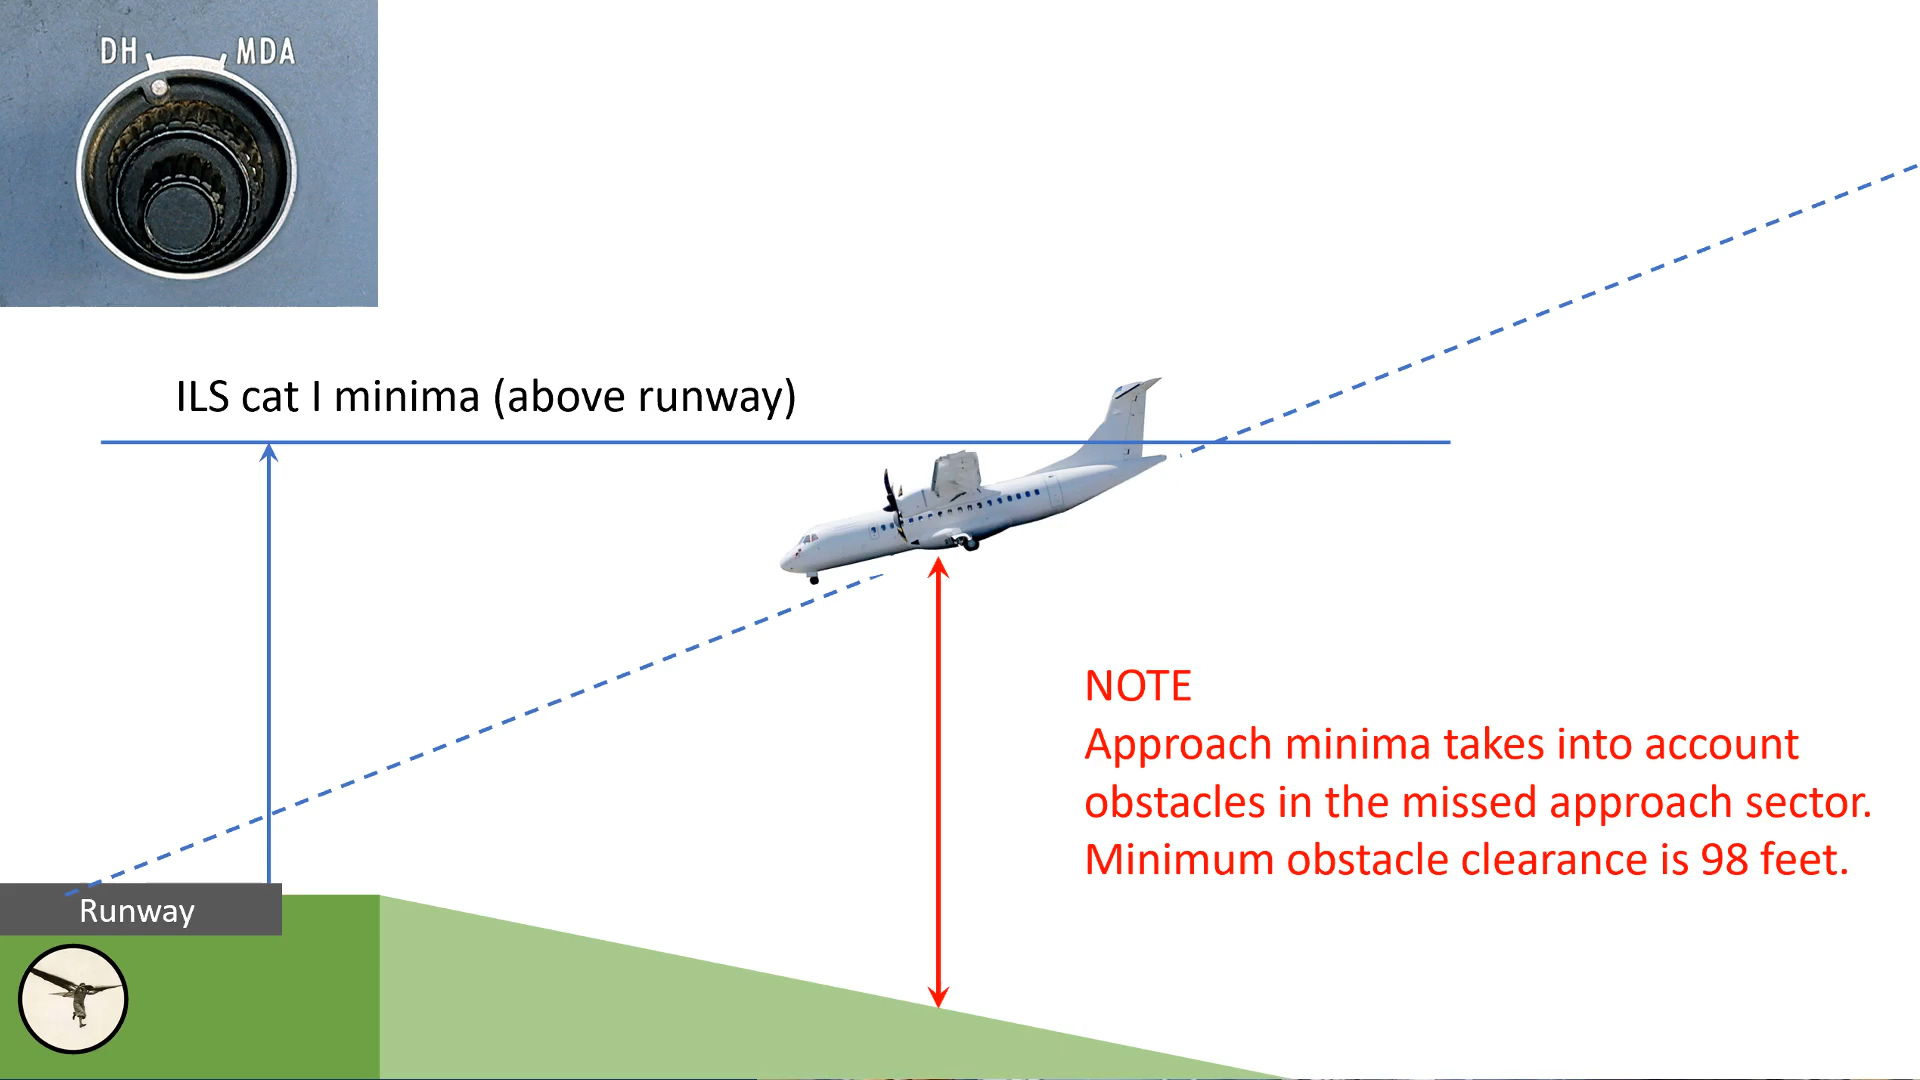 DH MDA
ILS cat I minima (above runway)
NOTE
Approach minima takes into account
obstacles in the missed approach sector.
Minimum obstacle clearance is 98 feet.
Runway